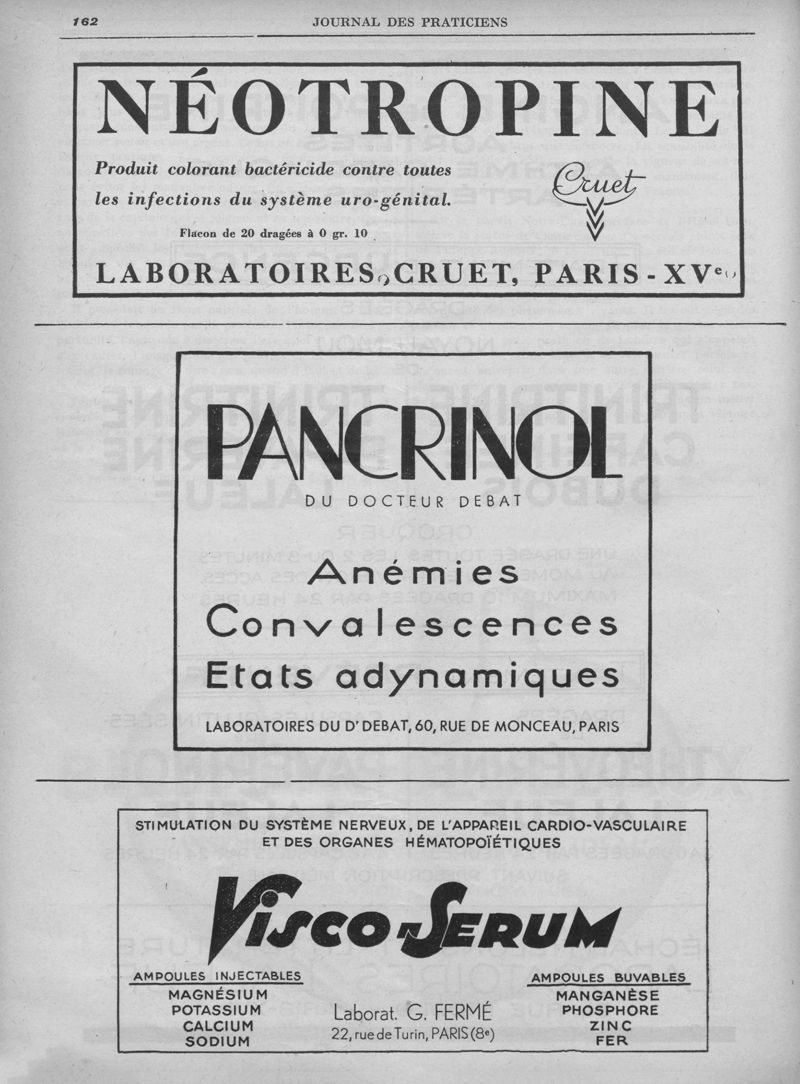 162
JOURNAL DES PRATICIENS
NÉOTROPINE
Produit colorant bactéricide contre toutes
les infections du système uro-génital.
Flacon de 20 dragées à 0 gr. 10
Cruet
LABORATOIRES CRUET, PARIS - XVe
PANCRINOL
DU DOCTEUR DEBAT
Anémies
Convalescences
Etats adynamiques
LABORATOIRES DU Dr DEBAT, 60, RUE DE MONCEAU, PARIS
STIMULATION DU SYSTÈME NERVEUX, DE L'APPAREIL CARDIO-VASCULAIRE
ET DES ORGANES HÉMATOPOÏÉTIQUES
VISCO-SERUM
AMPOULES INJECTABLES
MAGNÉSIUM
POTASSIUM
CALCIUM
SODIUM
Laborat. G. FERMÉ
22, rue de Turin, PARIS (8e)
AMPOULES BUVABLES
MANGANÈSE
PHOSPHORE
ZINC
FER